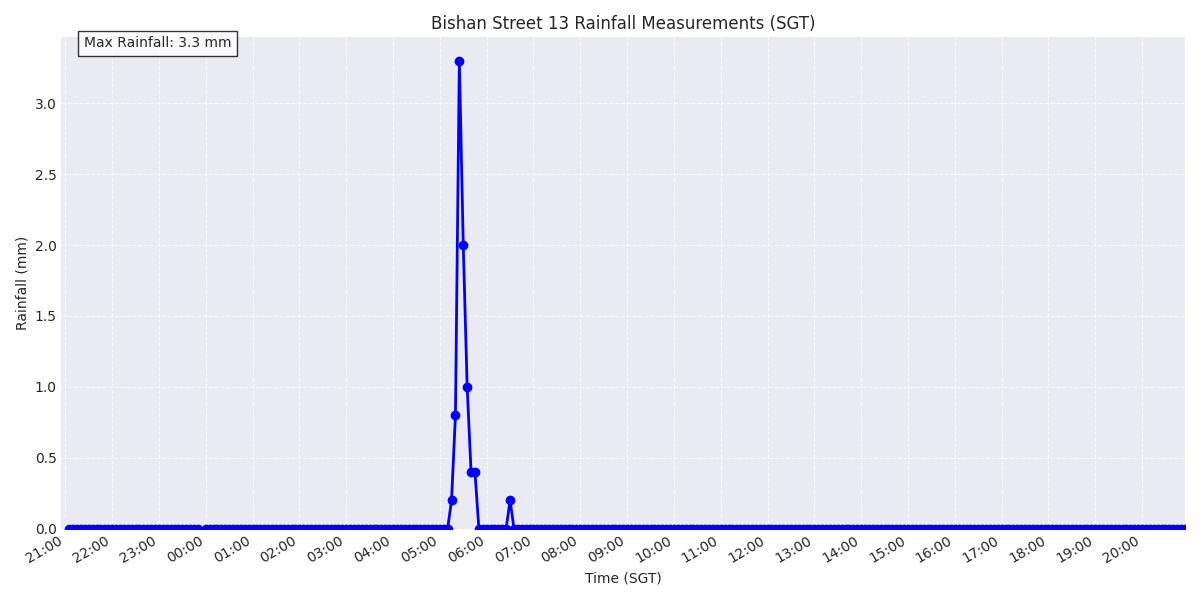 Bishan Street 13 Rainfall Measurements (SGT)
Max Rainfall: 3.3 mm
Rainfall (mm)
3.0
2.5
2.0
1.5
1.0
0.5
0.0
21:00 22:00 23:00 00:00 01:00 02:00 03:00 04:00 05:00 06:00 07:00 08:00 09:00 10:00 11:00 12:00 13:00 14:00 15:00 16:00 17:00 18:00 19:00 20:00
Time (SGT)